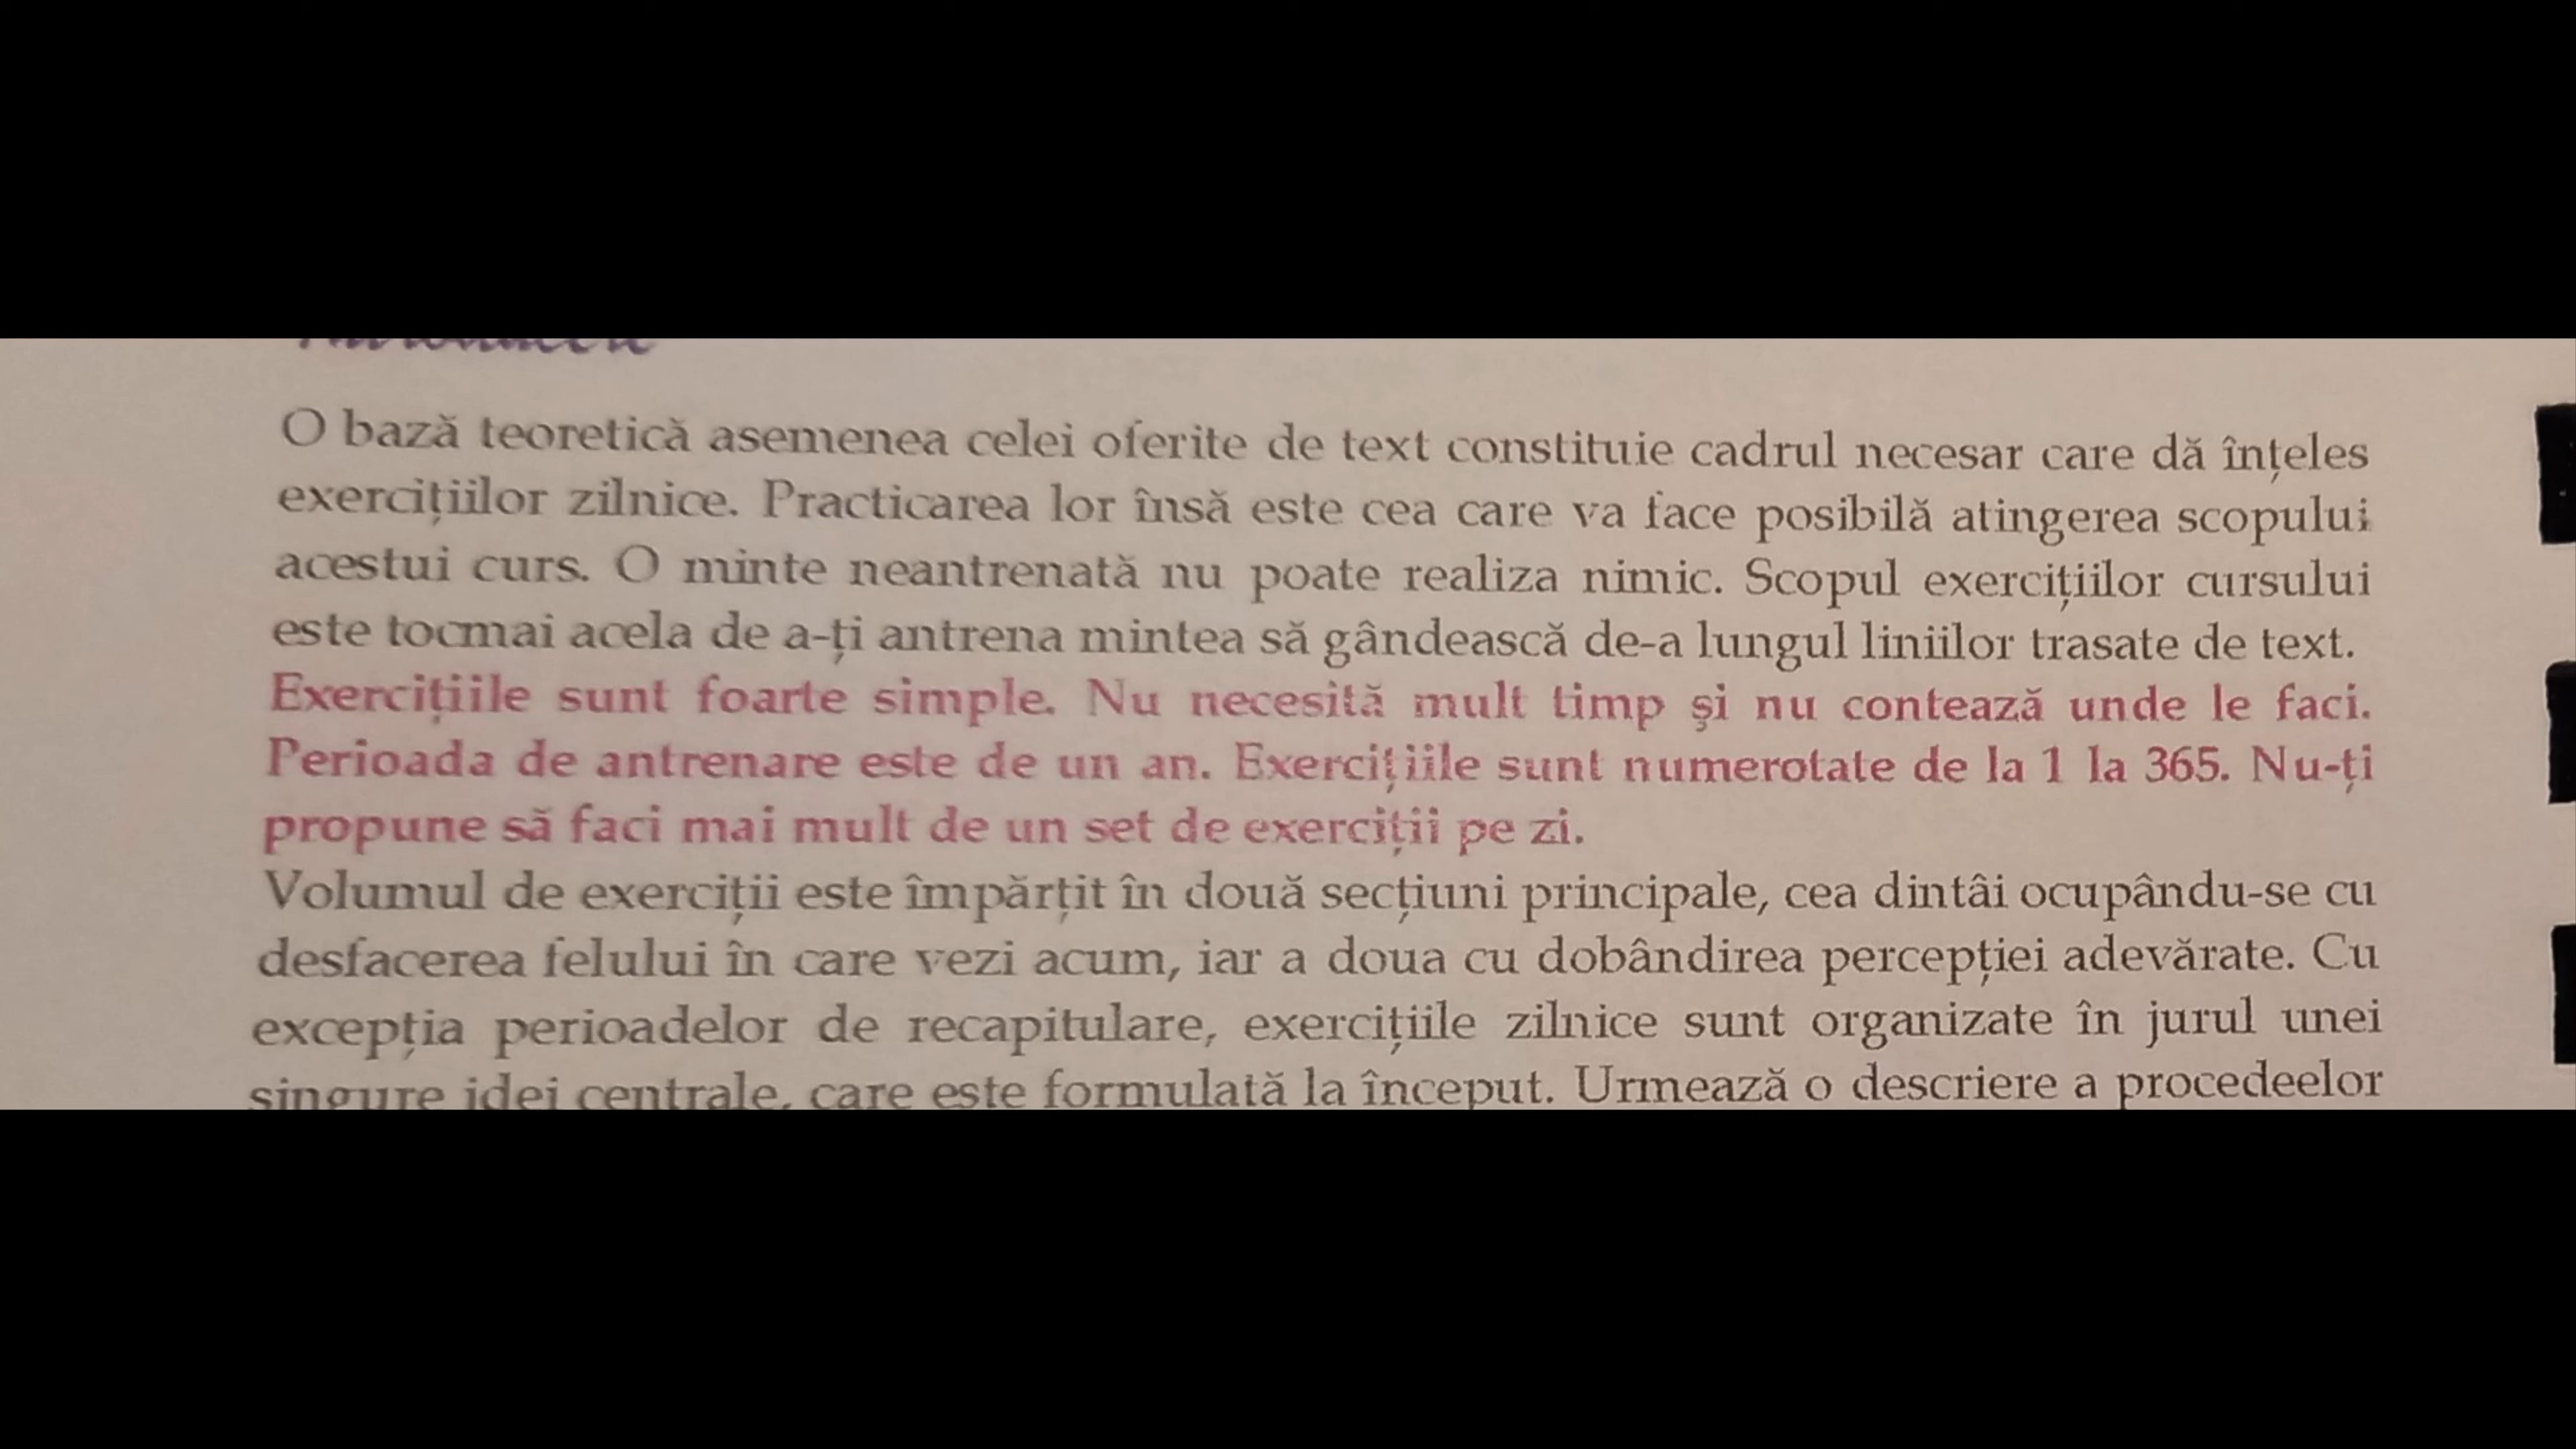 O bază teoretică asemenea celei oferite de text constituie cadrul necesar care dă înțeles
exercițiilor zilnice. Practicarea lor însă este cea care va face posibilă atingerea scopului
acestui curs. O minte neantrenată nu poate realiza nimic. Scopul exercițiilor cursului
este tocmai acela de a-ți antrena mintea să gândească de-a lungul liniilor trasate de text.
Exercițiile sunt foarte simple. Nu necesită mult timp şi nu contează unde le faci.
Perioada de antrenare este de un an. Exercițiile sunt numerotate de la 1 la 365. Nu-ți
propune să faci mai mult de un set de exerciții pe zi.
Volumul de exerciții este împărțit în două secțiuni principale, cea dintâi ocupându-se cu
desfacerea felului în care vezi acum, iar a doua cu dobândirea percepției adevărate. Cu
excepția perioadelor de recapitulare, exercițiile zilnice sunt organizate în jurul unei
singure idei centrale, care este formulată la început. Urmează o descriere a procedeelor